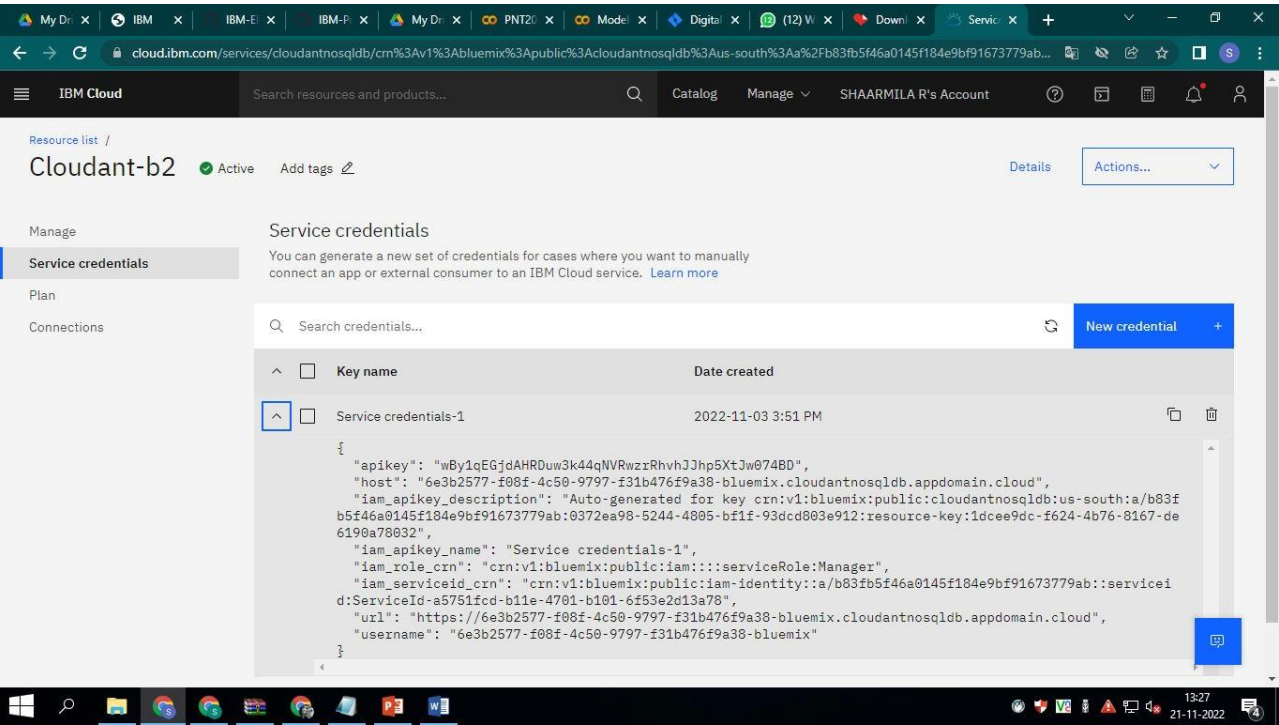 My Dri
IBM
IBM-E
IBM-P
My Dri
PNT20
Model
Digital
(12) W
Downl
Servic
cloud.ibm.com/services/cloudantnosqldb/crn%3Av1%3Abluemix%3Apublic%3Acloudantnosqldb%3Aus-south%3Aa%2Fb83fb5f46a0145f184e9bf91673779ab...
IBM Cloud
Search resources and products...
Catalog
Manage
SHAARMILA R's Account
Resource list /
Cloudant-b2
Active
Add tags
Details
Actions...
Manage
Service credentials
Plan
Connections
Service credentials
You can generate a new set of credentials for cases where you want to manually
connect an app or external consumer to an IBM Cloud service. Learn more
Search credentials...
New credential +
Key name
Date created
Service credentials-1
2022-11-03 3:51 PM
{
"apikey": "wBy1qEGjdAHRDuw3k44qNVRwzrRhvhJJhp5XtJw074BD",
"host": "6e3b2577-f08f-4c50-9797-f31b476f9a38-bluemix.cloudantnosqldb.appdomain.cloud",
"iam_apikey_description": "Auto-generated for key crn:v1:bluemix:public:cloudantnosqldb:us-south:a/b83f
b5f46a0145f184e9bf91673779ab:0372ea98-5244-4805-bf1f-93dcd803e912:resource-key:1dcee9dc-f624-4b76-8167-de
6190a78032",
"iam_apikey_name": "Service credentials-1",
"iam_role_crn": "crn:v1:bluemix:public:iam::::serviceRole:Manager",
"iam_serviceid_crn": "crn:v1:bluemix:public:iam-identity::a/b83fb5f46a0145f184e9bf91673779ab::servicei
d:ServiceId-a5751fcd-b11e-4701-b101-6f53e2d13a78",
"url": "https://6e3b2577-f08f-4c50-9797-f31b476f9a38-bluemix.cloudantnosqldb.appdomain.cloud",
"username": "6e3b2577-f08f-4c50-9797-f31b476f9a38-bluemix"
}
13:27
21-11-2022